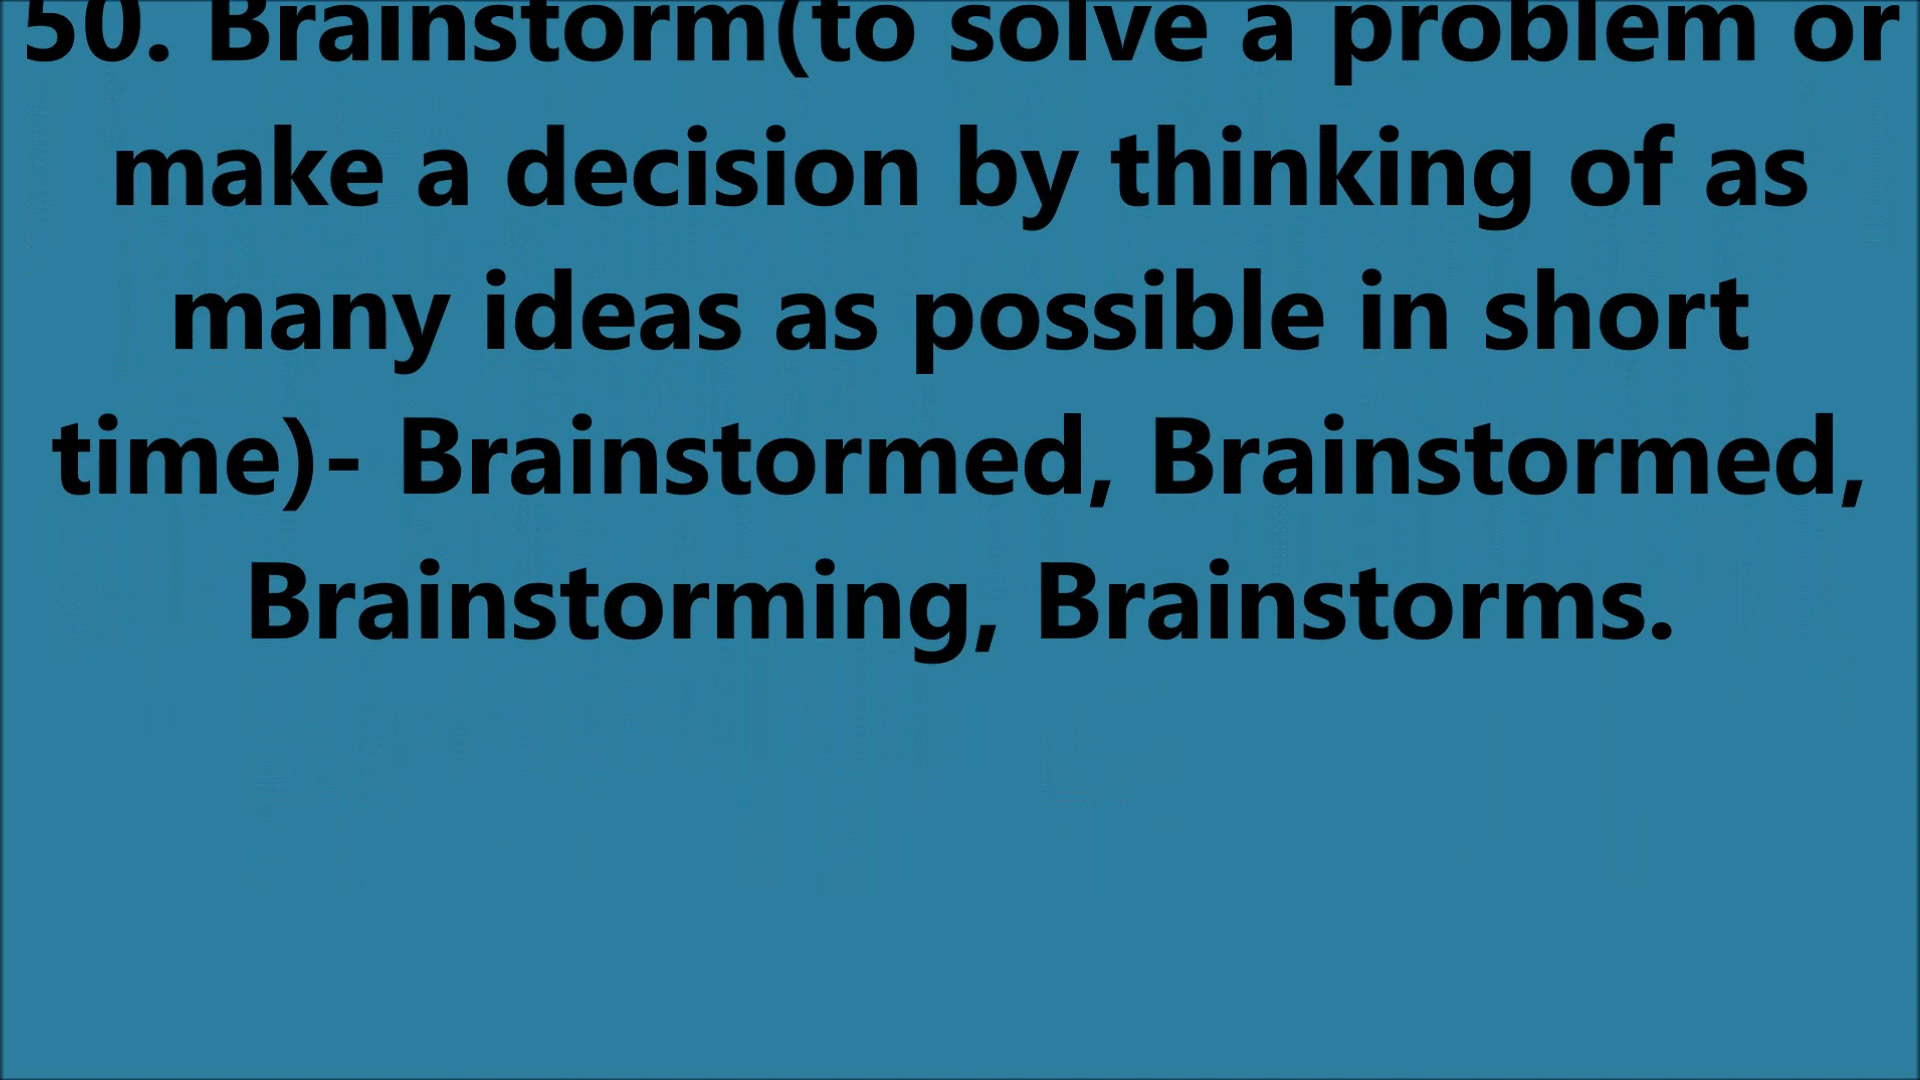 50. Brainstorm(to solve a problem or
make a decision by thinking of as
many ideas as possible in short
time)- Brainstormed, Brainstormed,
Brainstorming, Brainstorms.